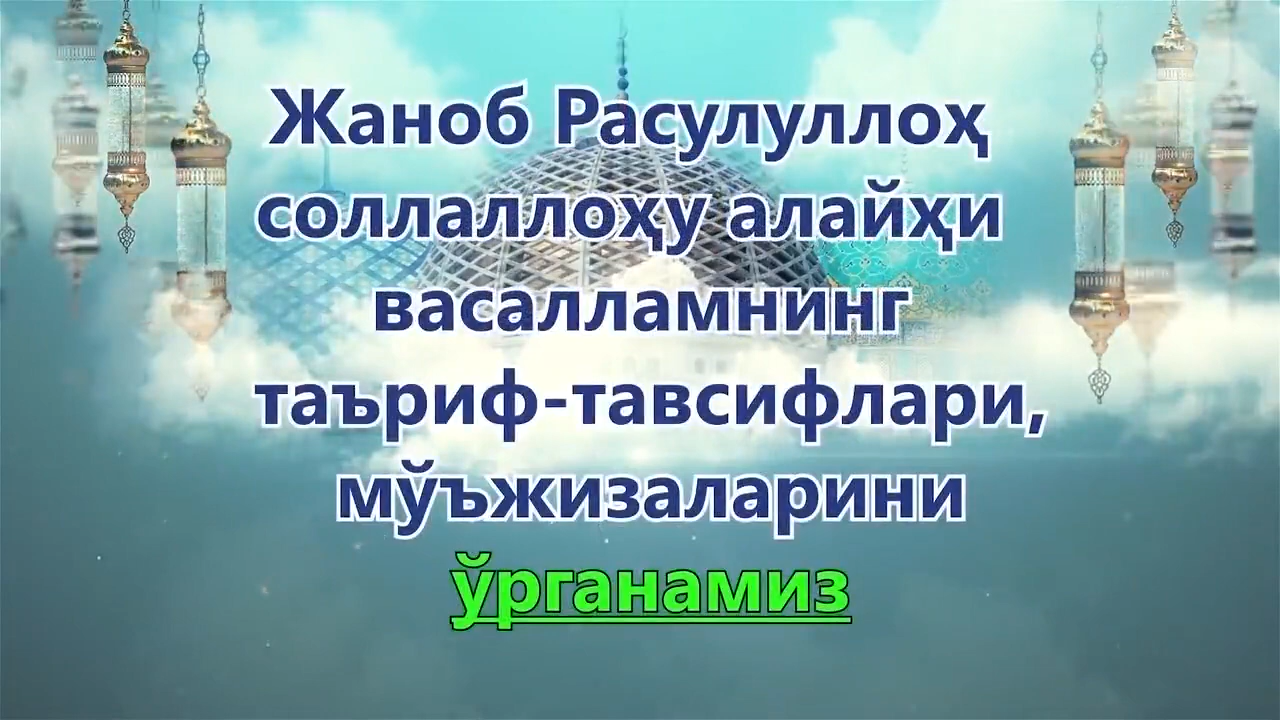 Жаноб Расулуллоҳ
соллаллоҳу алайҳи
васалламнинг
таъриф-тавсифлари,
мўъжизаларини
ўрганамиз